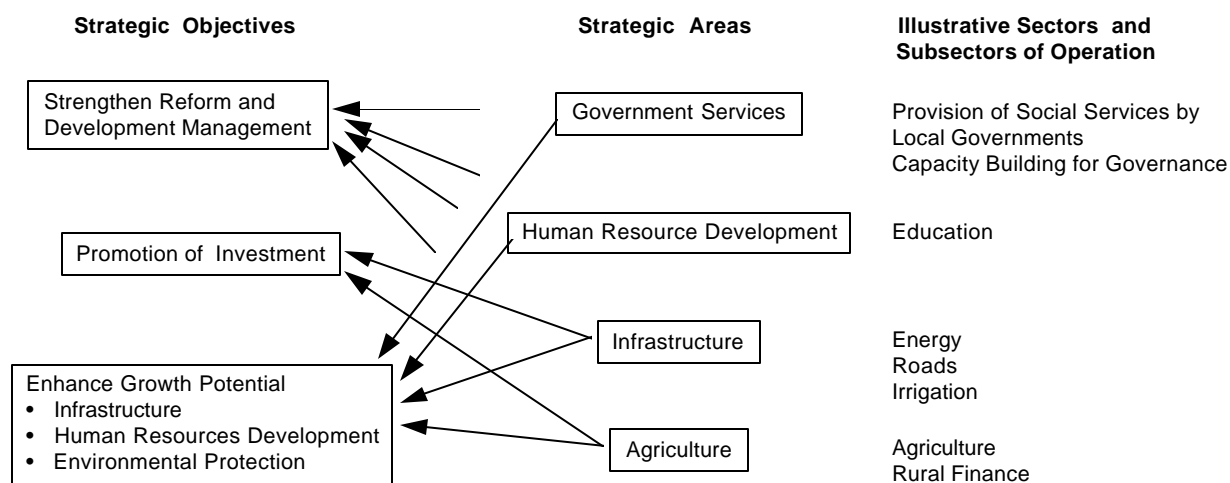 Strategic Objectives
Strategic Areas
Illustrative Sectors and
Subsectors of Operation
Strengthen Reform and
Development Management
Government Services
Provision of Social Services by
Local Governments
Capacity Building for Governance
Promotion of Investment
Human Resource Development
Education
Infrastructure
Energy
Roads
Irrigation
Enhance Growth Potential
• Infrastructure
• Human Resources Development
• Environmental Protection
Agriculture
Agriculture
Rural Finance